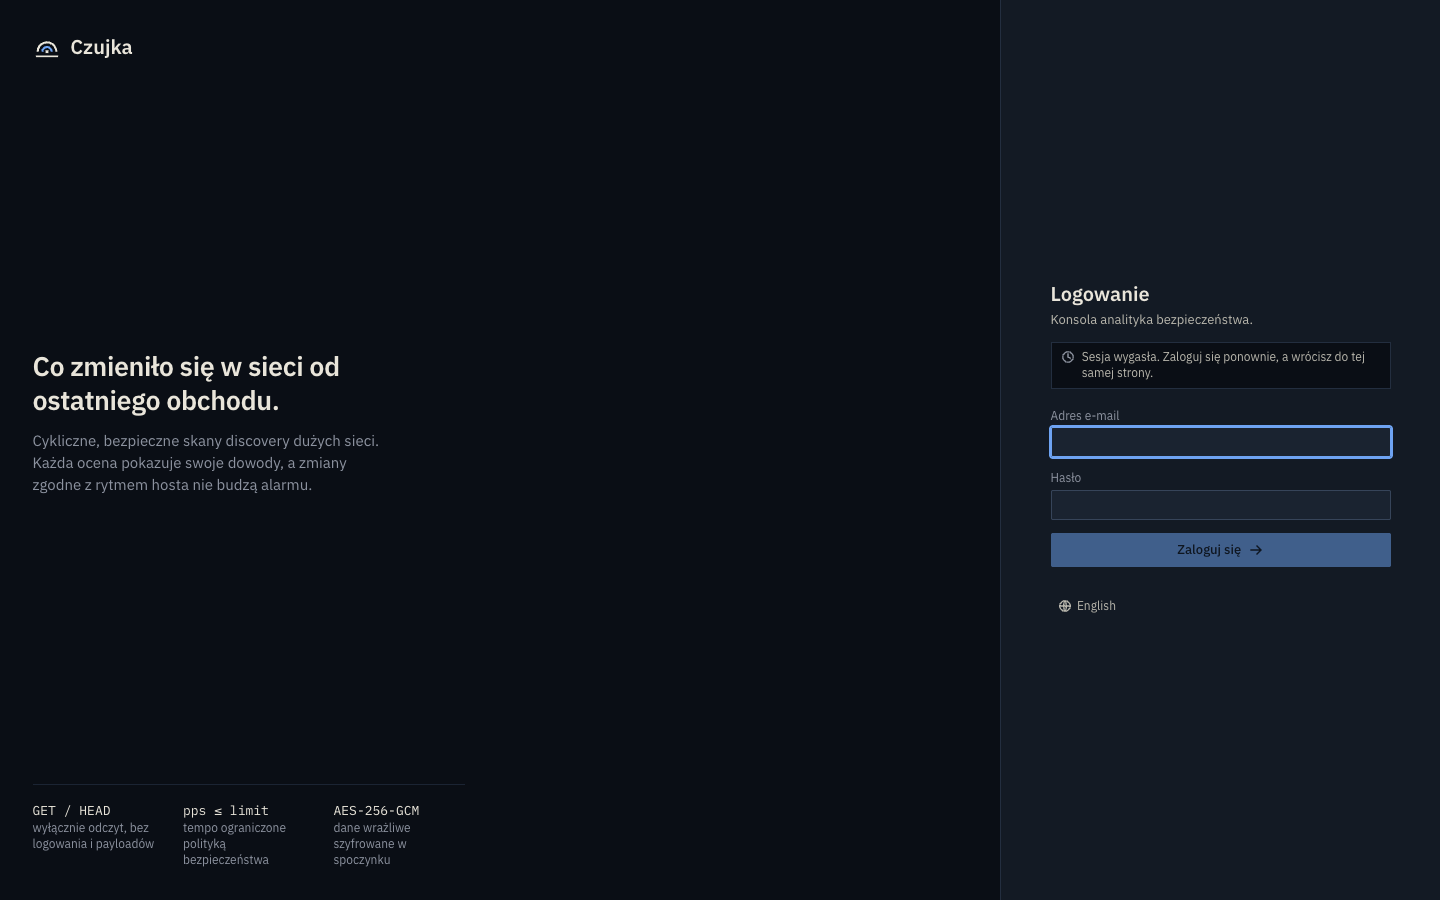 Czujka
Co zmieniło się w sieci od
ostatniego obchodu.
Cykliczne, bezpieczne skany discovery dużych sieci.
Każda ocena pokazuje swoje dowody, a zmiany
zgodne z rytmem hosta nie budzą alarmu.
GET / HEAD
wyłącznie odczyt, bez
logowania i payloadów
pps ≤ limit
tempo ograniczone
polityką
bezpieczeństwa
AES-256-GCM
dane wrażliwe
szyfrowane w
spoczynku
Logowanie
Konsola analityka bezpieczeństwa.
Sesja wygasła. Zaloguj się ponownie, a wrócisz do tej
samej strony.
Adres e-mail
Hasło
Zaloguj się →
English